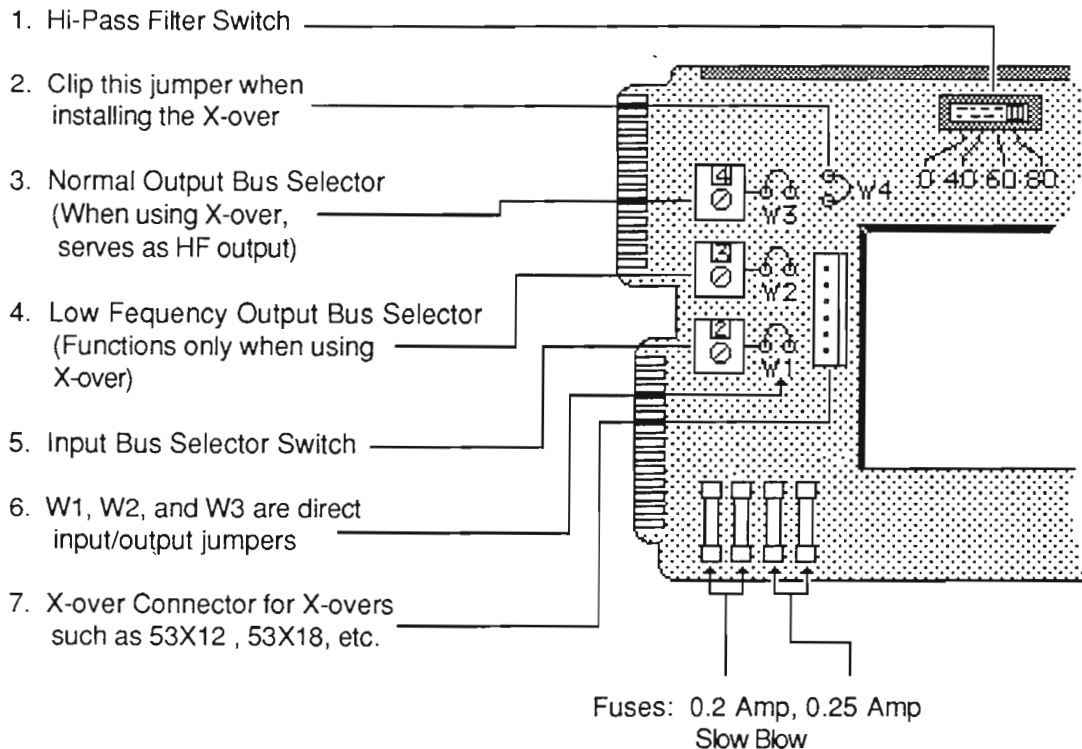 1. Hi-Pass Filter Switch
2. Clip this jumper when
installing the X-over
3. Normal Output Bus Selector
(When using X-over,
serves as HF output)
4. Low Fequency Output Bus Selector
(Functions only when using
X-over)
5. Input Bus Selector Switch
6. W1, W2, and W3 are direct
input/output jumpers
7. X-over Connector for X-overs
such as 53X12 , 53X18, etc.
0 40 60 80
4
W3
W4
3
W2
2
W1
Fuses: 0.2 Amp, 0.25 Amp
Slow Blow